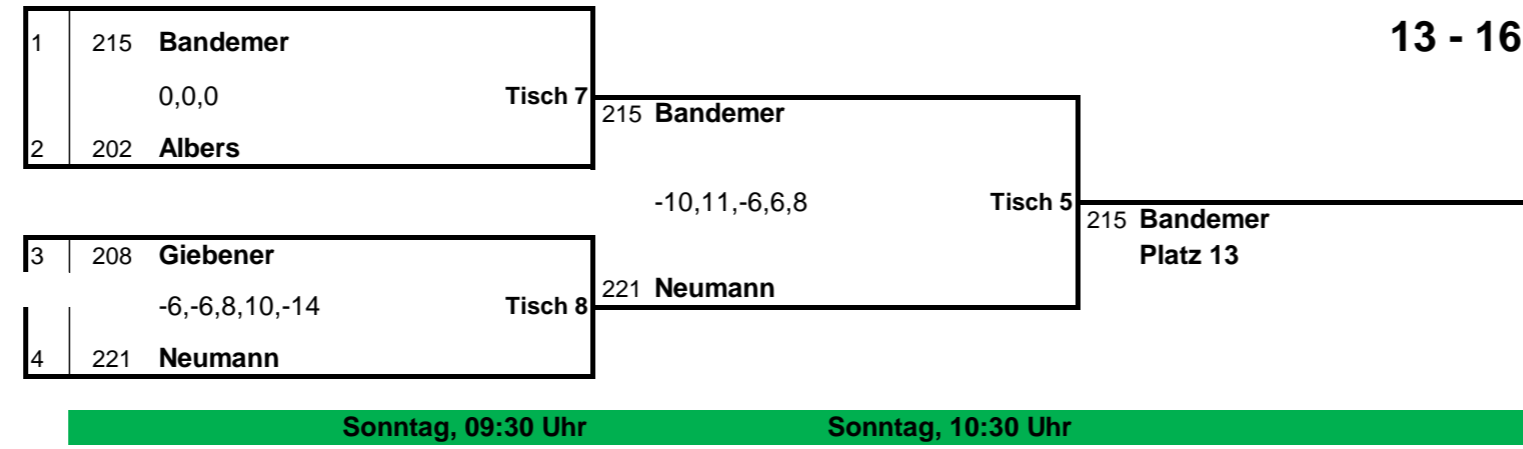 1 215 Bandemer
13 - 16
0,0,0 Tisch 7
215 Bandemer
2 202 Albers
-10,11,-6,6,8 Tisch 5
215 Bandemer
3 208 Giebener
Platz 13
221 Neumann
-6,-6,8,10,-14 Tisch 8
4 221 Neumann
Sonntag, 09:30 Uhr Sonntag, 10:30 Uhr